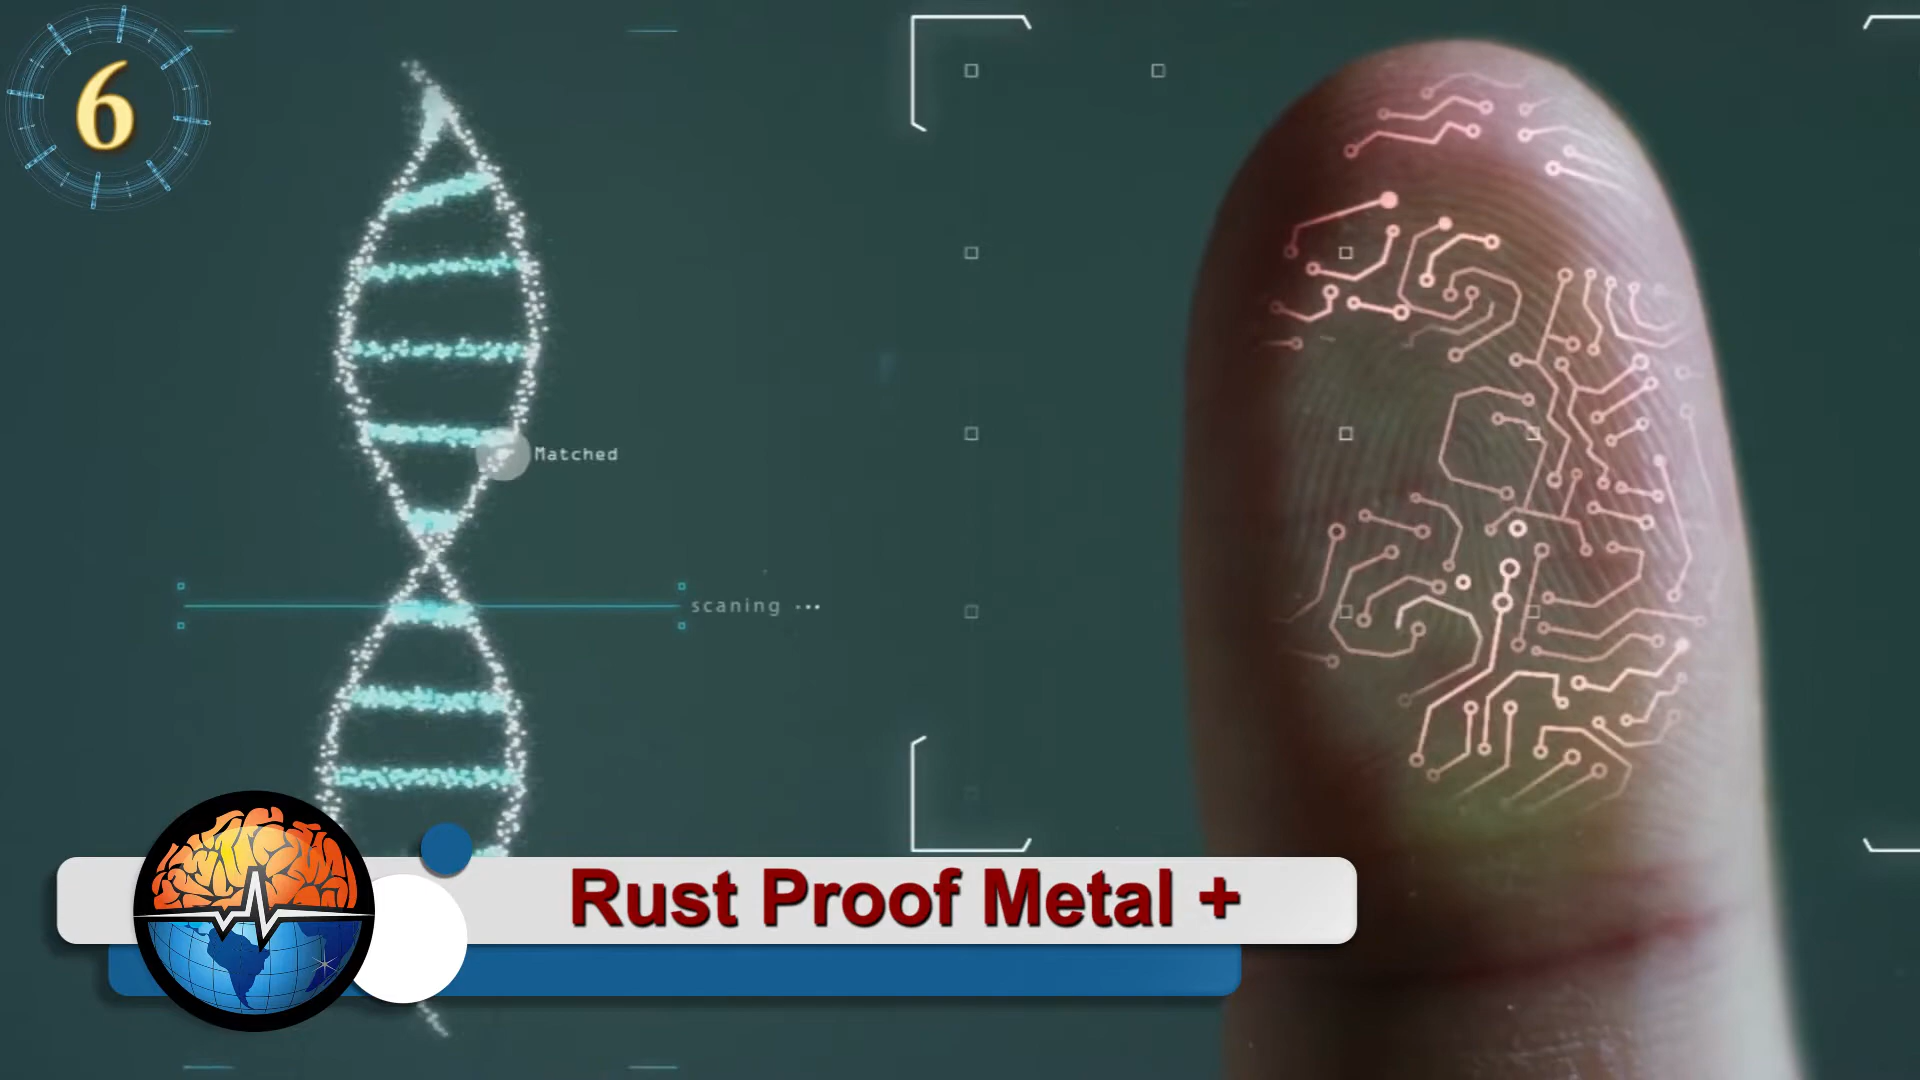 6
Matched
scaning ...
Rust Proof Metal +